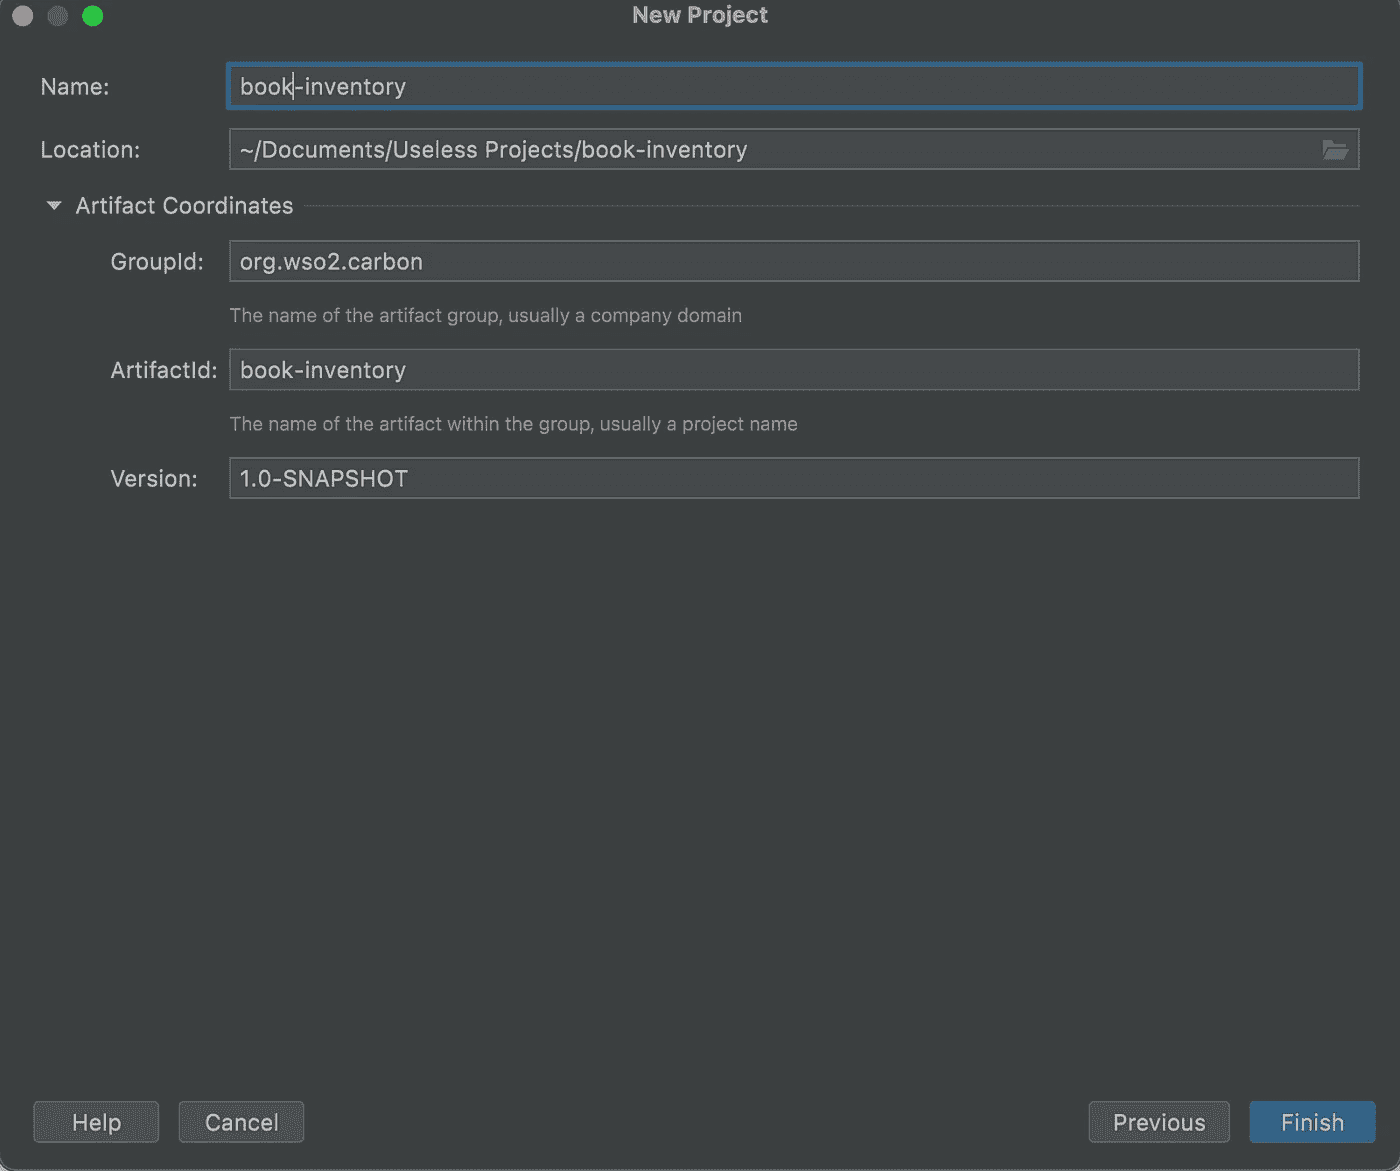 New Project
Name: book-inventory
Location: ~/Documents/Useless Projects/book-inventory
Artifact Coordinates
GroupId: org.wso2.carbon
The name of the artifact group, usually a company domain
ArtifactId: book-inventory
The name of the artifact within the group, usually a project name
Version: 1.0-SNAPSHOT
Help Cancel Previous Finish